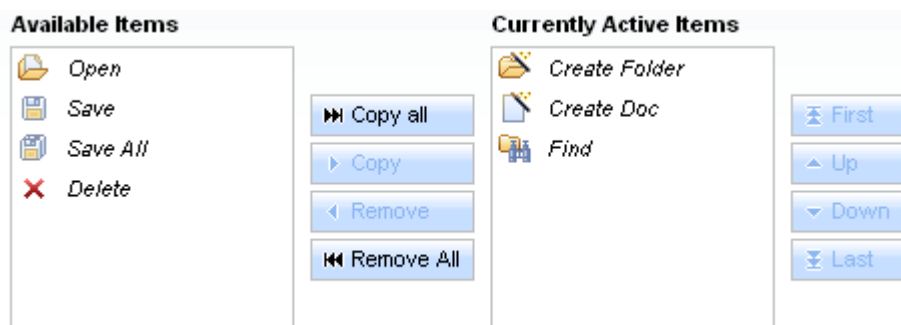 Available Items
Open
Save
Save All
Delete
Copy all
Copy
Remove
Remove All
Currently Active Items
Create Folder
Create Doc
Find
First
Up
Down
Last